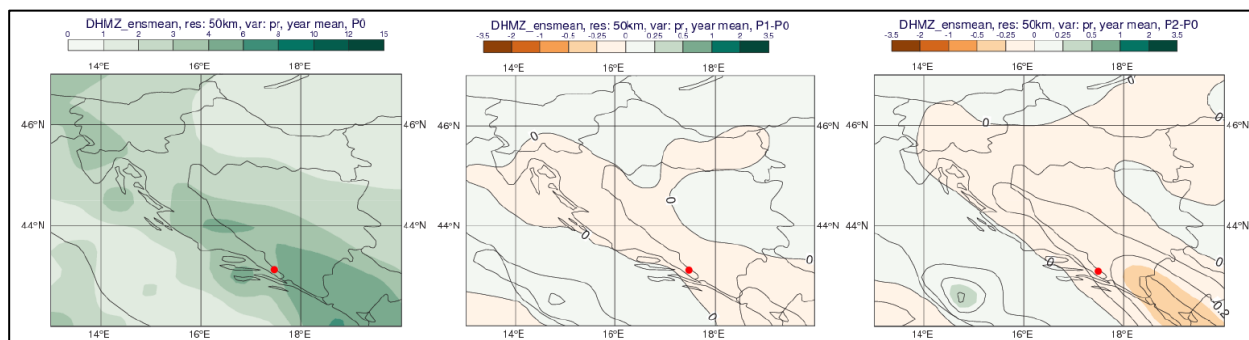 DHMZ_ensmean, res: 50km, var: pr, year mean, P0
0 1 2 3 4 6 8 10 12 15
14°E 16°E 18°E
46°N 46°N
44°N 44°N
14°E 16°E 18°E
DHMZ_ensmean, res: 50km, var: pr, year mean, P1-P0
-3.5 -2 -1 -0.5 -0.25 0 0.25 0.5 1 2 3.5
14°E 16°E 18°E
0
0
0
0
0
0
14°E 16°E 18°E
DHMZ_ensmean, res: 50km, var: pr, year mean, P2-P0
-3.5 -2 -1 -0.5 -0.25 0 0.25 0.5 1 2 3.5
14°E 16°E 18°E
46°N 0 0 46°N
44°N 44°N
0
0
-0.2
14°E 16°E 18°E